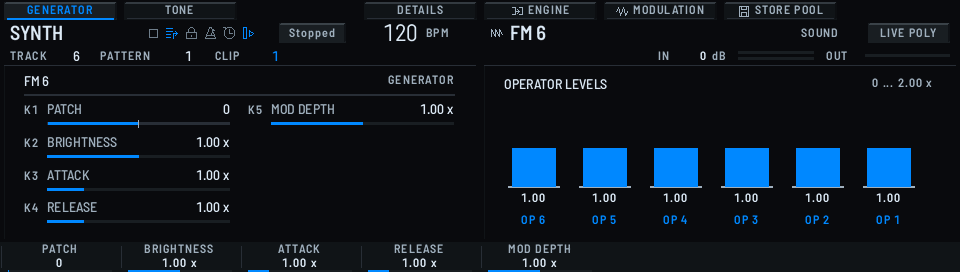 GENERATOR TONE DETAILS ENGINE MODULATION STORE POOL
SYNTH Stopped 120 BPM FM 6 SOUND LIVE POLY
TRACK 6 PATTERN 1 CLIP 1 IN 0 dB OUT
FM 6 GENERATOR OPERATOR LEVELS 0 ... 2.00 x
K1 PATCH 0 K5 MOD DEPTH 1.00 x
K2 BRIGHTNESS 1.00 x
K3 ATTACK 1.00 x
K4 RELEASE 1.00 x
1.00 1.00 1.00 1.00 1.00 1.00
OP 6 OP 5 OP 4 OP 3 OP 2 OP 1
PATCH BRIGHTNESS ATTACK RELEASE MOD DEPTH
0 1.00 x 1.00 x 1.00 x 1.00 x